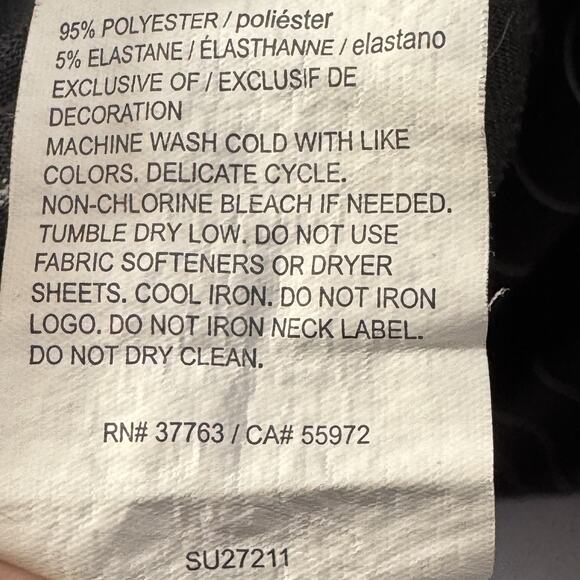 95% POLYESTER / poliéster
5% ELASTANE / ÉLASTHANNE / elastano
EXCLUSIVE OF / EXCLUSIF DE
DECORATION
MACHINE WASH COLD WITH LIKE
COLORS. DELICATE CYCLE.
NON-CHLORINE BLEACH IF NEEDED.
TUMBLE DRY LOW. DO NOT USE
FABRIC SOFTENERS OR DRYER
SHEETS. COOL IRON. DO NOT IRON
LOGO. DO NOT IRON NECK LABEL.
DO NOT DRY CLEAN.
RN# 37763 / CA# 55972
SU27211